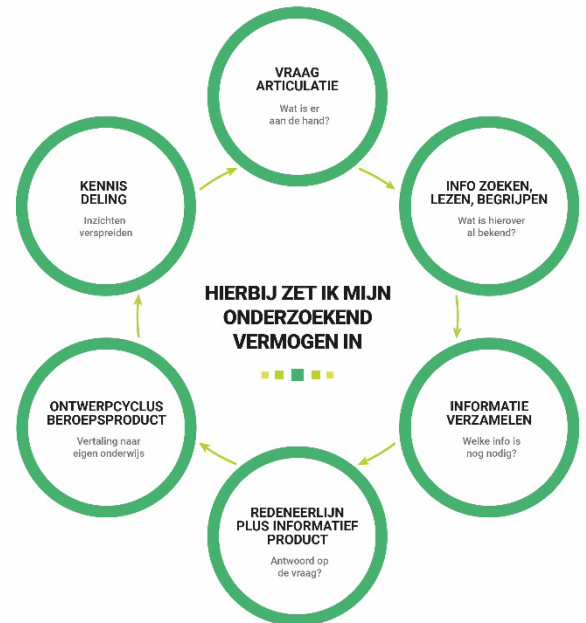 VRAAG
ARTICULATIE
Wat is er
aan de hand?
INFO ZOEKEN,
LEZEN, BEGRIJPEN
Wat is hierover
al bekend?
INFORMATIE
VERZAMELEN
Welke info is
nog nodig?
REDENEERLIJN
PLUS INFORMATIEF
PRODUCT
Antwoord op
de vraag?
ONTWERPCYCLUS
BEROEPSPRODUCT
Vertaling naar
eigen onderwijs
KENNIS
DELING
Inzichten
verspreiden
HIERBIJ ZET IK MIJN
ONDERZOEKEND
VERMOGEN IN